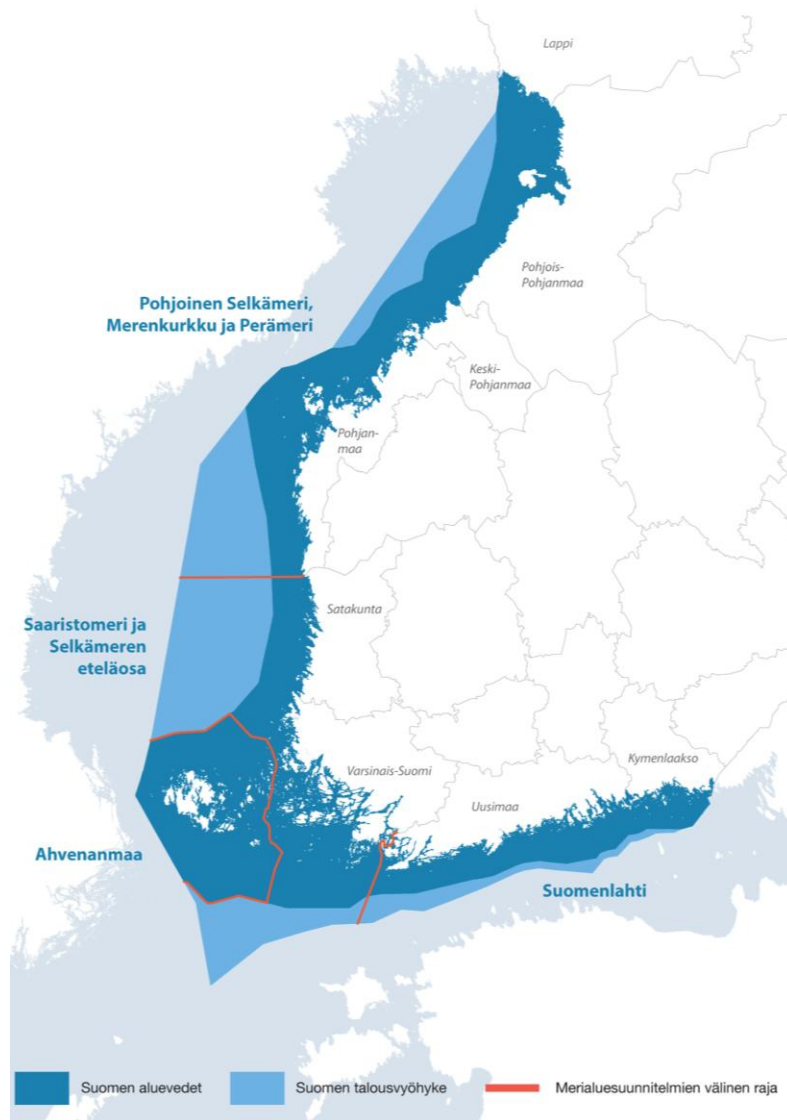 Lappi
Pohjois-
Pohjanmaa
Pohjoinen Selkämeri,
Merenkurkku ja Perämeri
Keski-
Pohjanmaa
Pohjan-
maa
Satakunta
Saaristomeri ja
Selkämeren
eteläosa
Varsinais-Suomi
Kymenlaakso
Uusimaa
Ahvenanmaa
Suomenlahti
Suomen aluevedet
Suomen talousvyöhyke
Merialuesuunnitelmien välinen raja